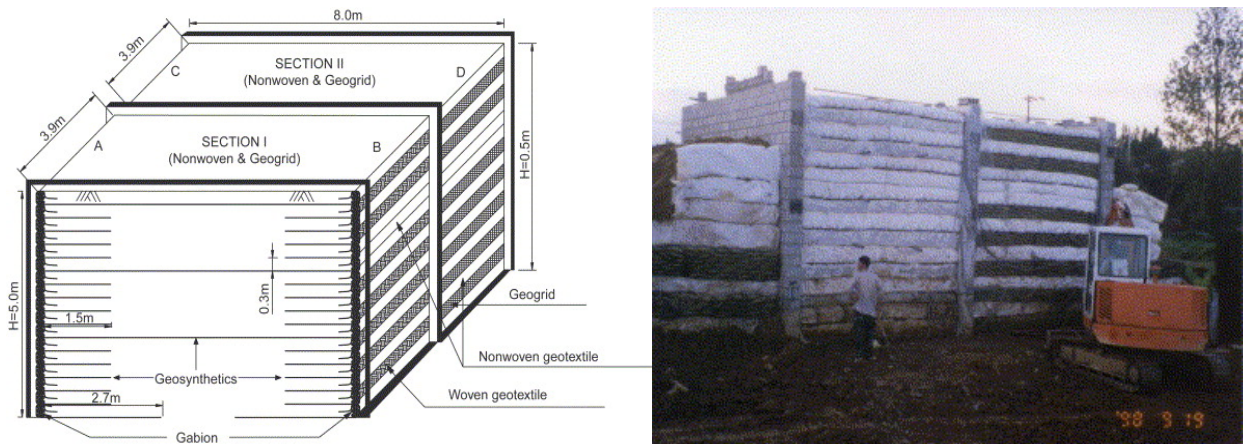 8.0m
3.9m
C
SECTION II
(Nonwoven & Geogrid)
D
3.9m
A
SECTION I
(Nonwoven & Geogrid)
B
H=0.5m
H=5.0m
0.3m
1.5m
Geosynthetics
2.7m
Gabion
Geogrid
Nonwoven geotextile
Woven geotextile
'98 9 19